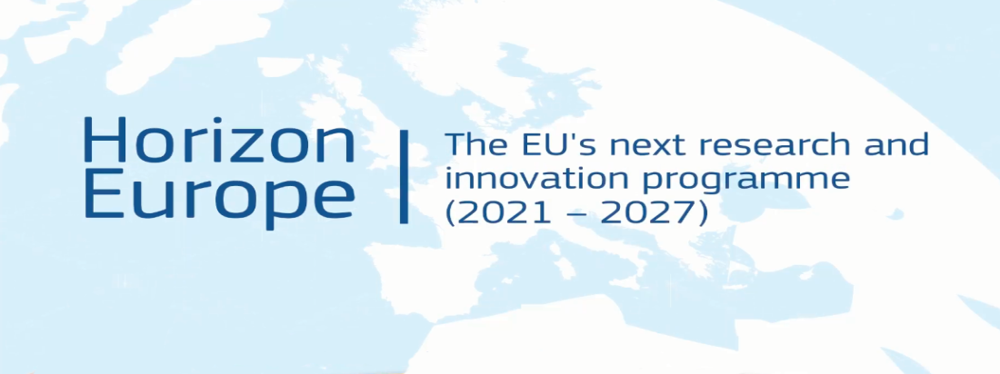 Horizon
Europe
The EU's next research and
innovation programme
(2021 – 2027)